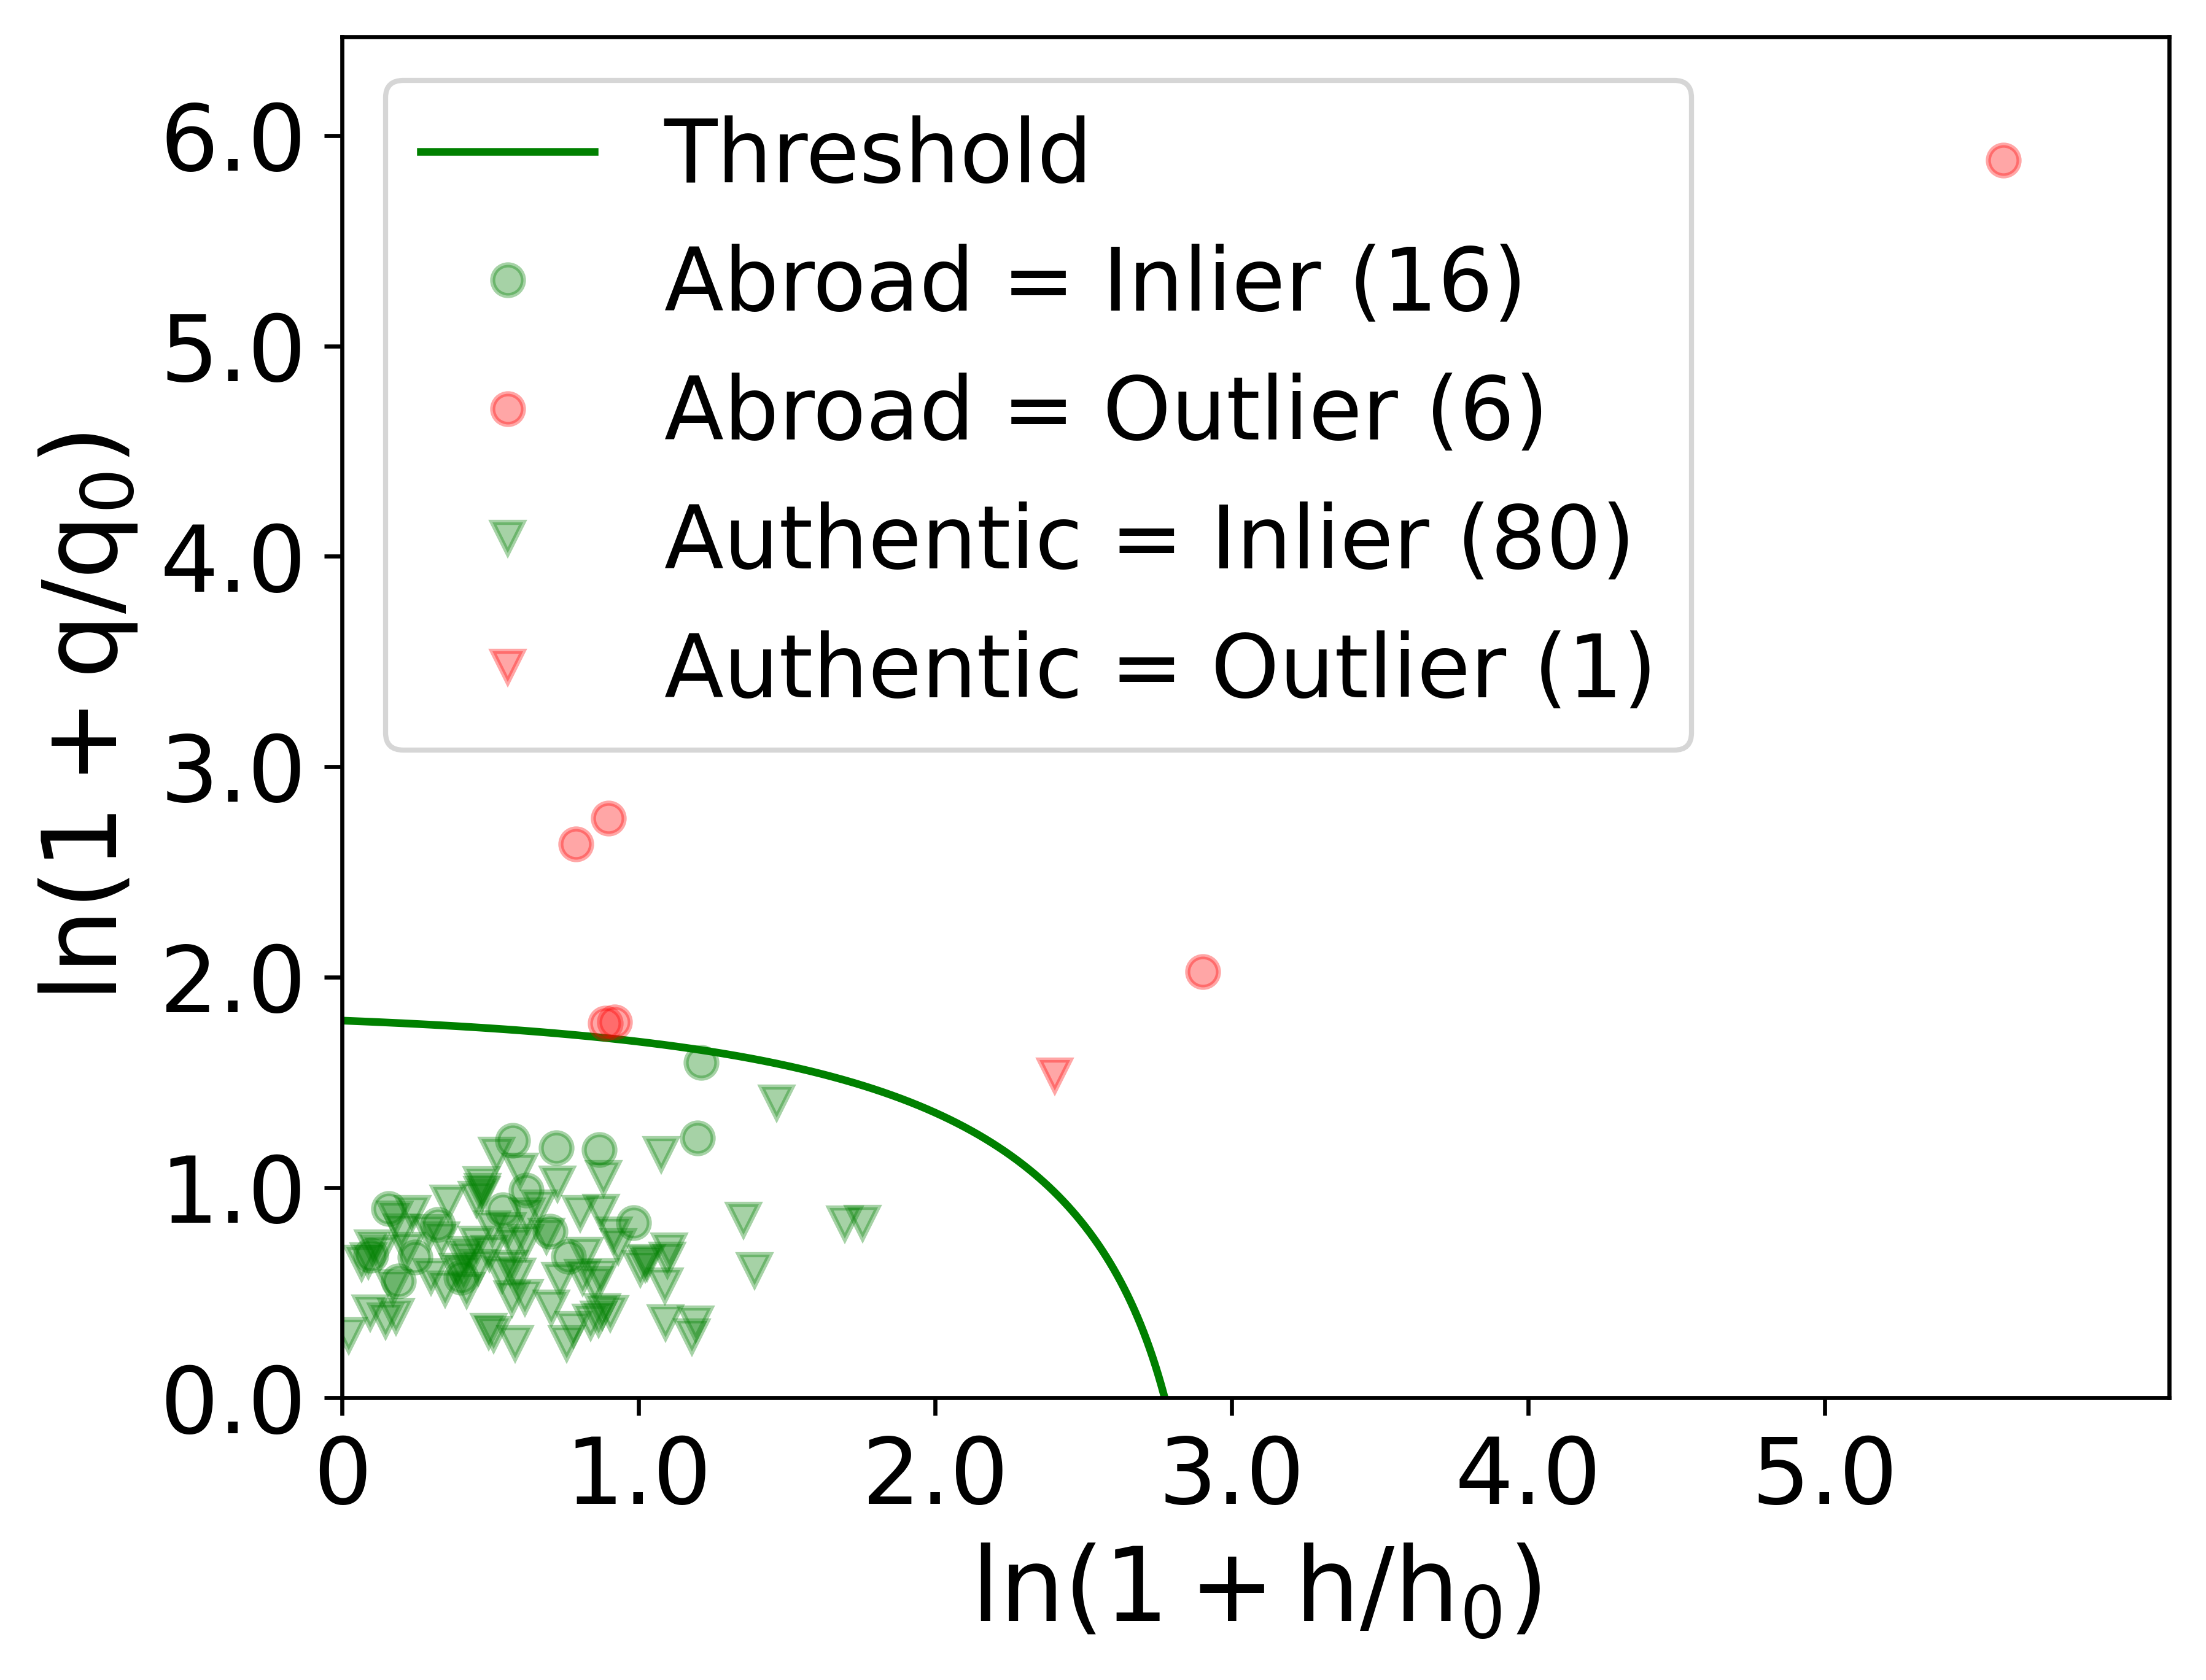 6.0
5.0
4.0
3.0
2.0
1.0
0.0
ln(1 + q/q₀)
Threshold
Abroad = Inlier (16)
Abroad = Outlier (6)
Authentic = Inlier (80)
Authentic = Outlier (1)
0 1.0 2.0 3.0 4.0 5.0
ln(1 + h/h₀)